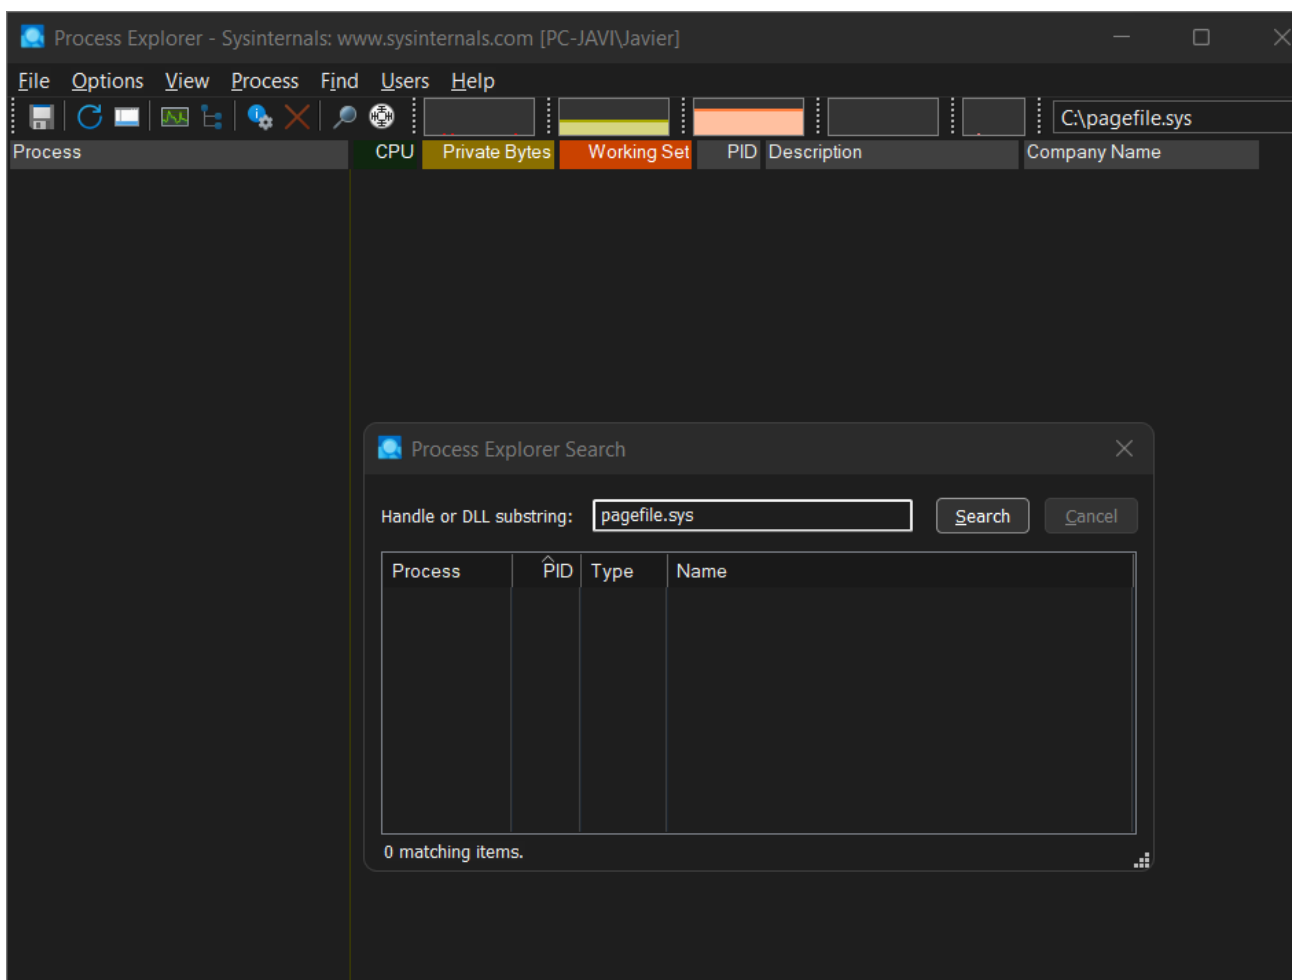 Process Explorer - Sysinternals: www.sysinternals.com [PC-JAVI\Javier]
File Options View Process Find Users Help
C:\pagefile.sys
Process CPU Private Bytes Working Set PID Description Company Name
Process Explorer Search
Handle or DLL substring: pagefile.sys Search Cancel
Process PID Type Name
0 matching items.